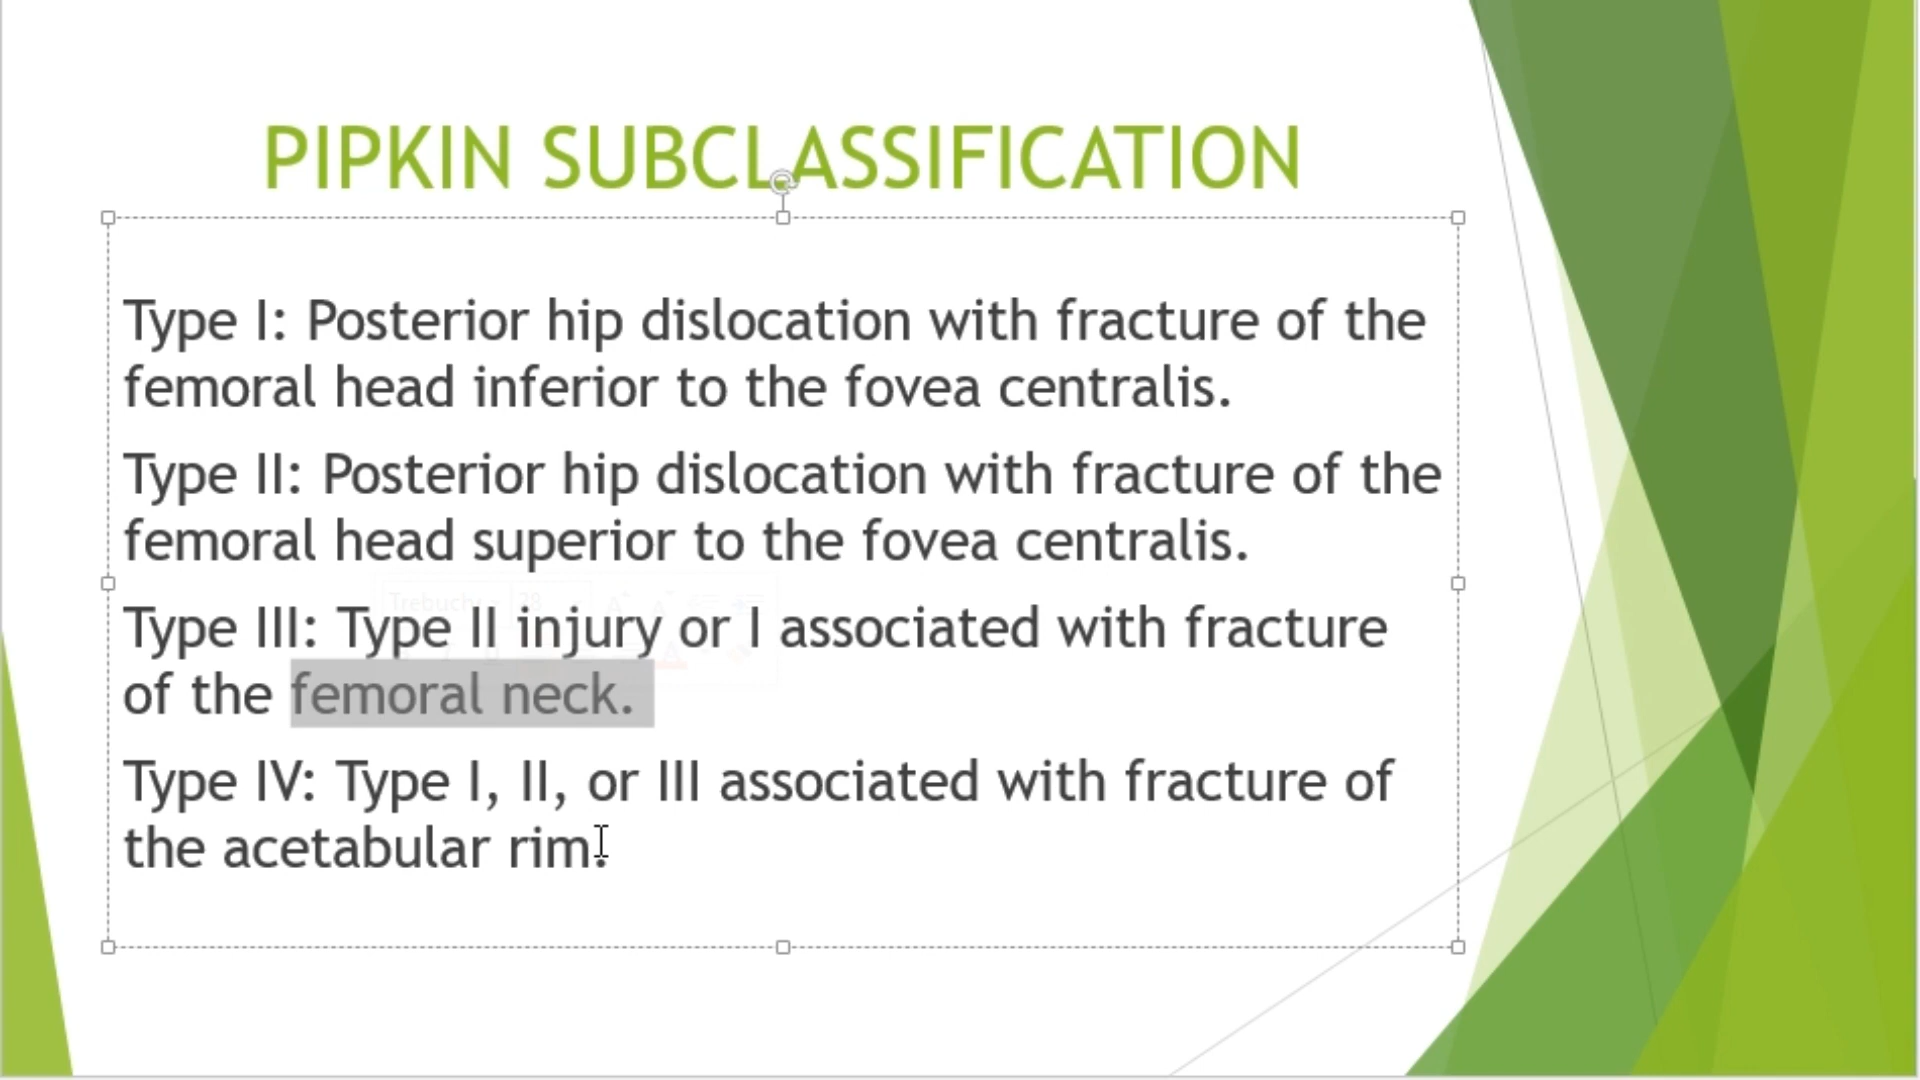 PIPKIN SUBCLASSIFICATION
Type I: Posterior hip dislocation with fracture of the
femoral head inferior to the fovea centralis.
Type II: Posterior hip dislocation with fracture of the
femoral head superior to the fovea centralis.
Trebuch 28
Type III: Type II injury or I associated with fracture
of the femoral neck.
Type IV: Type I, II, or III associated with fracture of
the acetabular rim.